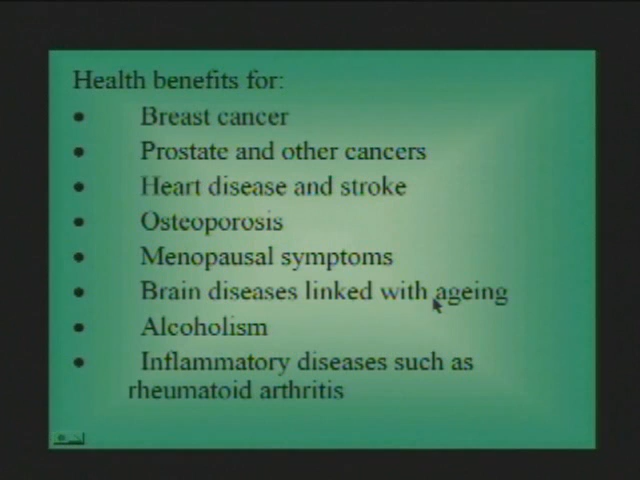 Health benefits for:
• Breast cancer
• Prostate and other cancers
• Heart disease and stroke
• Osteoporosis
• Menopausal symptoms
• Brain diseases linked with ageing
• Alcoholism
• Inflammatory diseases such as
rheumatoid arthritis